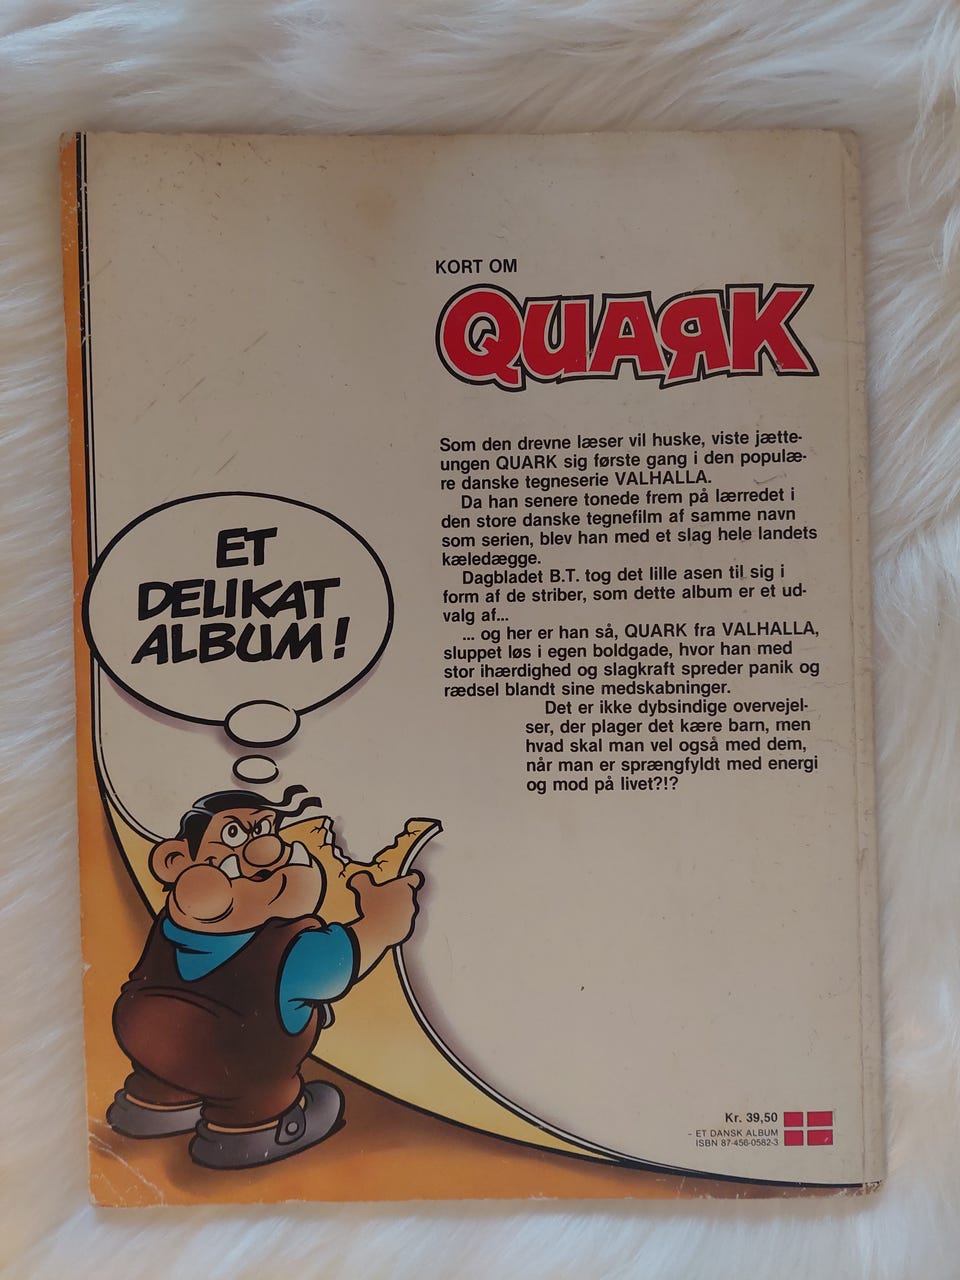 KORT OM
QUARK
Som den drevne læser vil huske, viste jætte-
ungen QUARK sig første gang i den populæ-
re danske tegneserie VALHALLA.
Da han senere tonede frem på lærredet i
den store danske tegnefilm af samme navn
som serien, blev han med et slag hele landets
kæledægge.
Dagbladet B.T. tog det lille asen til sig i
form af de striber, som dette album er et ud-
valg af...
... og her er han så, QUARK fra VALHALLA,
sluppet løs i egen boldgade, hvor han med
stor ihærdighed og slagkraft spreder panik og
rædsel blandt sine medskabninger.
Det er ikke dybsindige overvejel-
ser, der plager det kære barn, men
hvad skal man vel også med dem,
når man er sprængfyldt med energi
og mod på livet?!?
ET
DELIKAT
ALBUM!
Kr. 39,50
- ET DANSK ALBUM
ISBN 87-456-0582-3